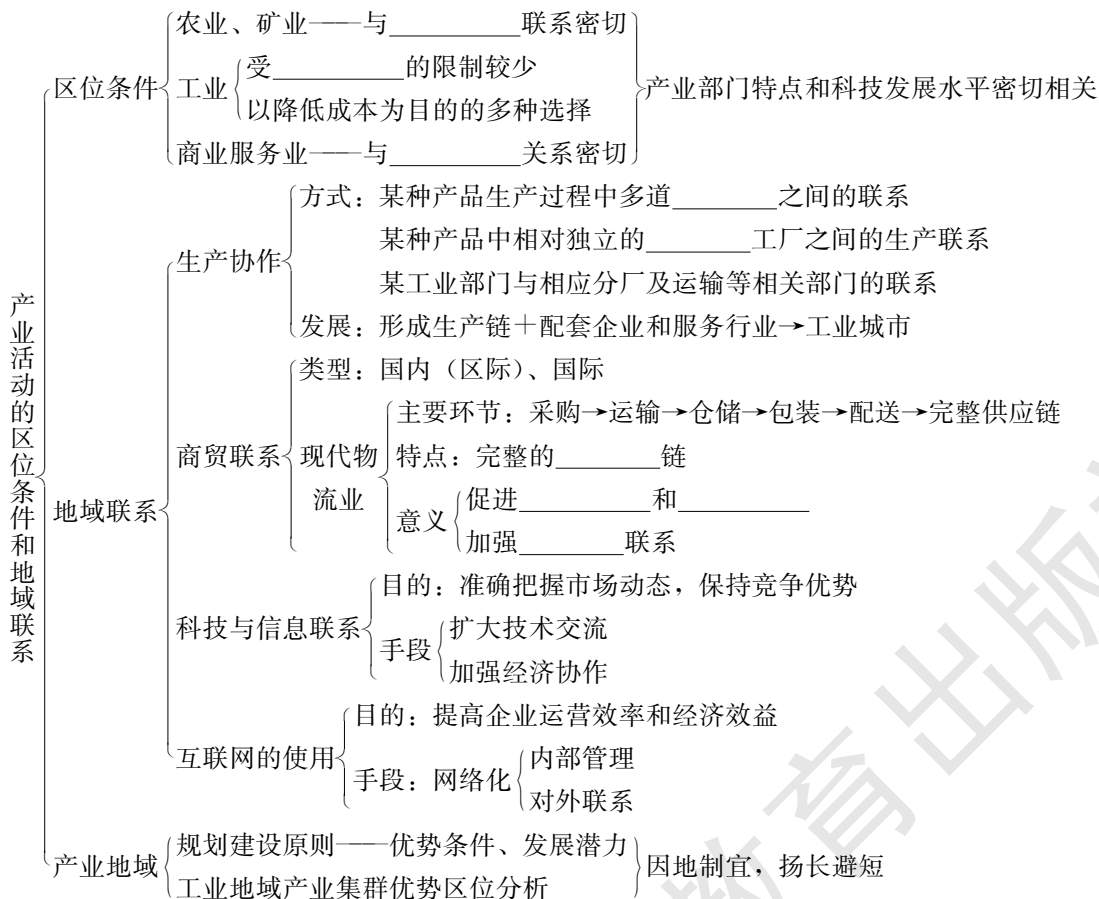 产业活动的区位条件和地域联系
区位条件
农业、矿业——与__________联系密切
工业
受__________的限制较少
以降低成本为目的的多种选择
商业服务业——与__________关系密切
产业部门特点和科技发展水平密切相关
地域联系
生产协作
方式：某种产品生产过程中多道________之间的联系
某种产品中相对独立的________工厂之间的生产联系
某工业部门与相应分厂及运输等相关部门的联系
发展：形成生产链＋配套企业和服务行业→工业城市
商贸联系
类型：国内（区际）、国际
现代物
流业
主要环节：采购→运输→仓储→包装→配送→完整供应链
特点：完整的________链
意义
促进__________和__________
加强________联系
科技与信息联系
目的：准确把握市场动态，保持竞争优势
手段
扩大技术交流
加强经济协作
互联网的使用
目的：提高企业运营效率和经济效益
手段：网络化
内部管理
对外联系
产业地域
规划建设原则——优势条件、发展潜力
工业地域产业集群优势区位分析
因地制宜，扬长避短
教育出版